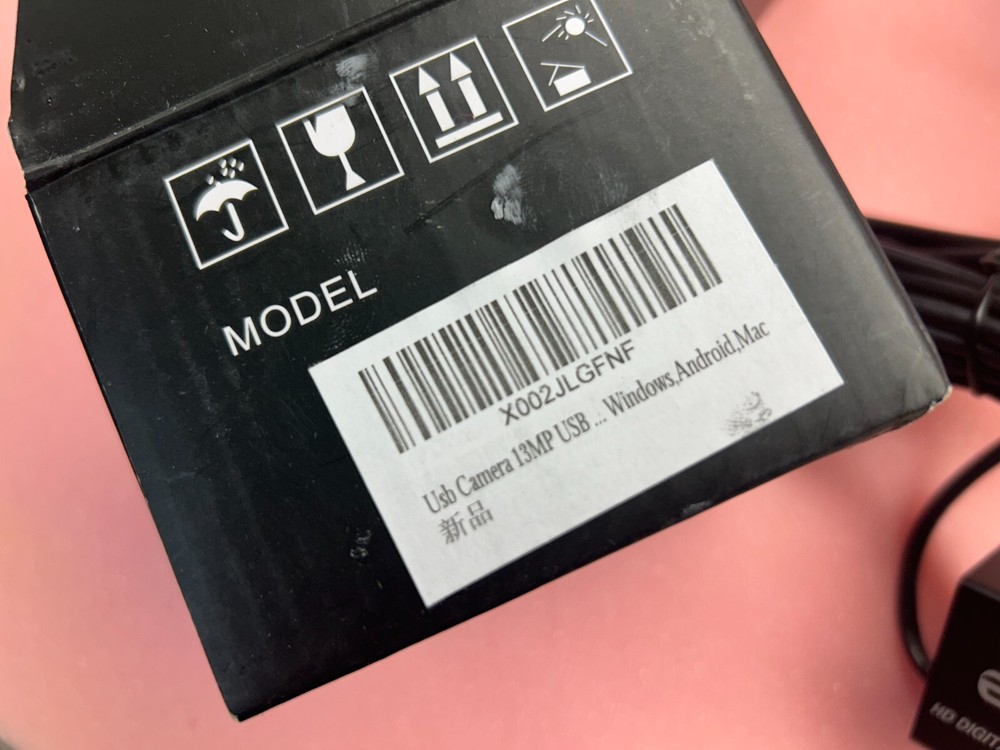 MODEL
X002JLGFNF
Usb Camera 13MP USB ... Windows,Android,Mac
新品
HD DIGIT